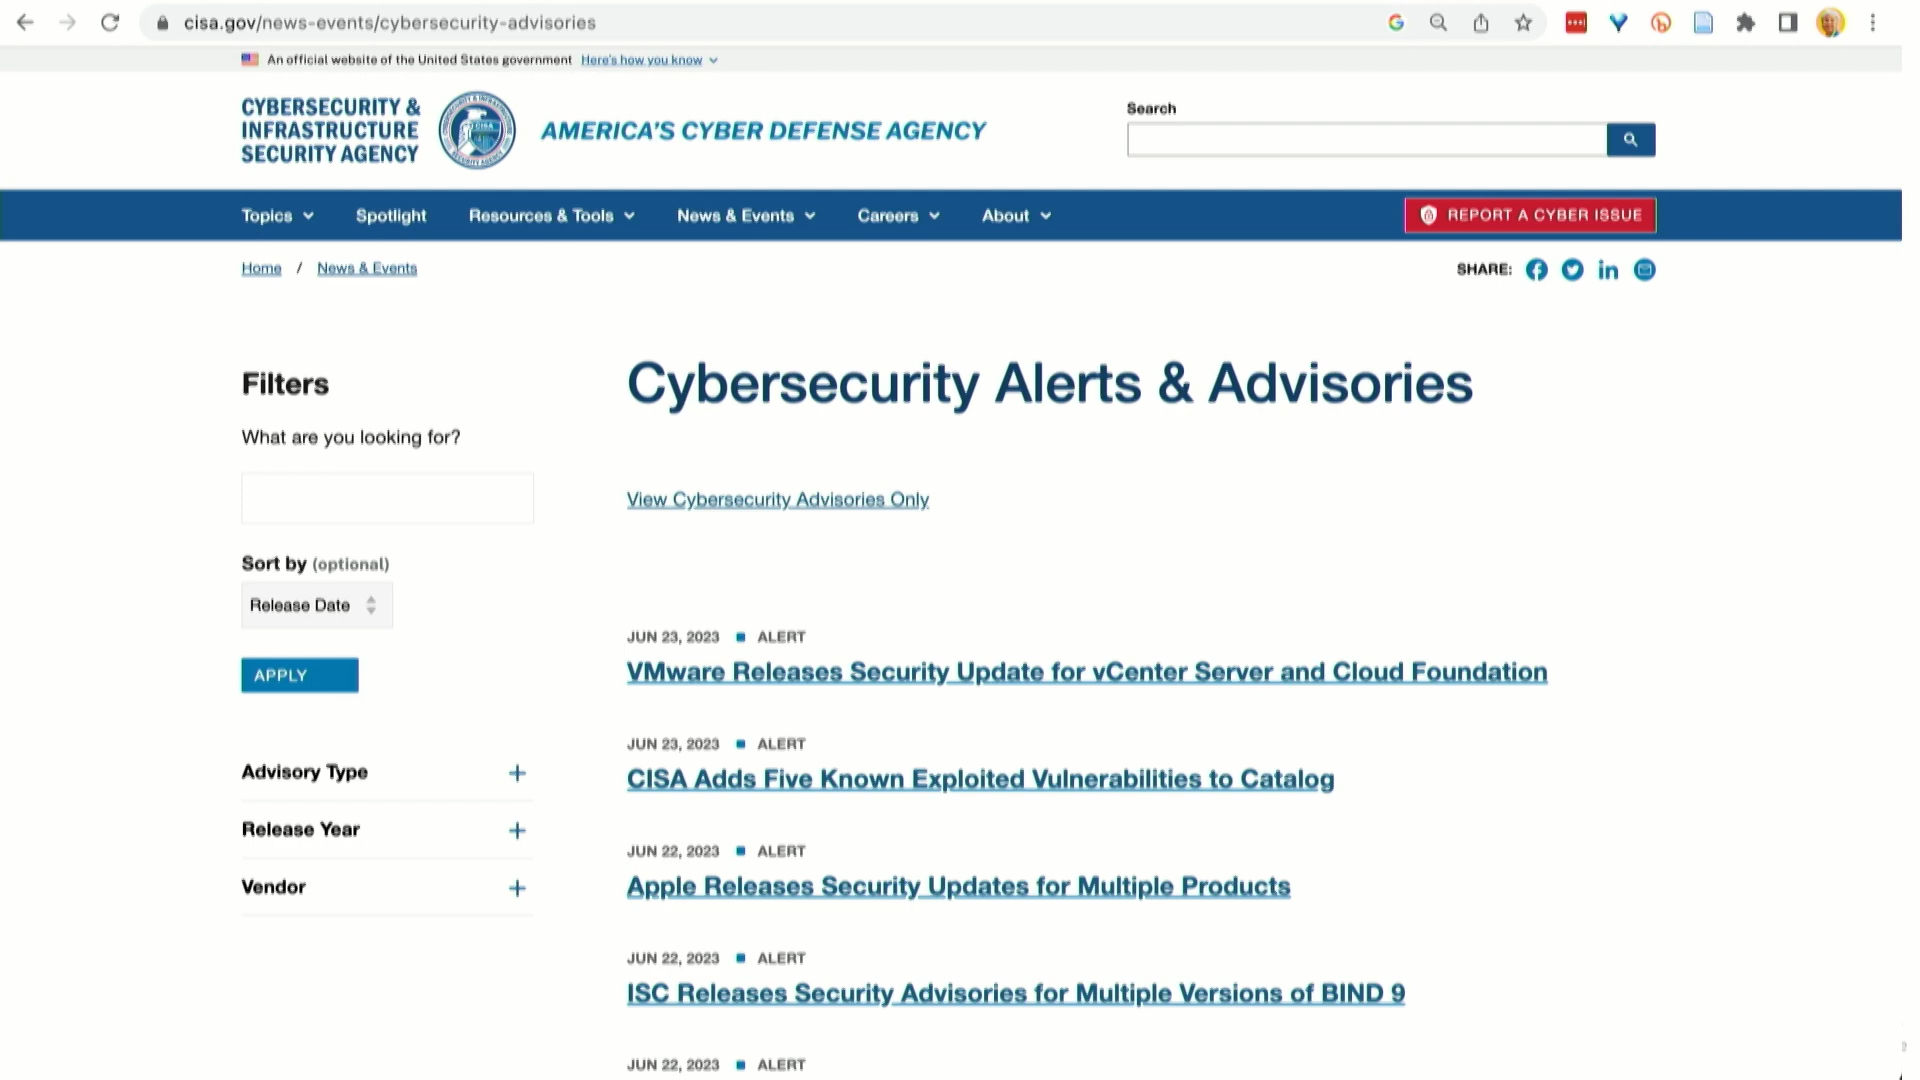 cisa.gov/news-events/cybersecurity-advisories
An official website of the United States government Here's how you know
CYBERSECURITY &
INFRASTRUCTURE
SECURITY AGENCY
AMERICA'S CYBER DEFENSE AGENCY
Search
Topics Spotlight Resources & Tools News & Events Careers About REPORT A CYBER ISSUE
Home / News & Events
SHARE:
Filters
What are you looking for?
Sort by (optional)
Release Date
APPLY
Advisory Type +
Release Year +
Vendor +
Cybersecurity Alerts & Advisories
View Cybersecurity Advisories Only
JUN 23, 2023 ALERT
VMware Releases Security Update for vCenter Server and Cloud Foundation
JUN 23, 2023 ALERT
CISA Adds Five Known Exploited Vulnerabilities to Catalog
JUN 22, 2023 ALERT
Apple Releases Security Updates for Multiple Products
JUN 22, 2023 ALERT
ISC Releases Security Advisories for Multiple Versions of BIND 9
JUN 22, 2023 ALERT